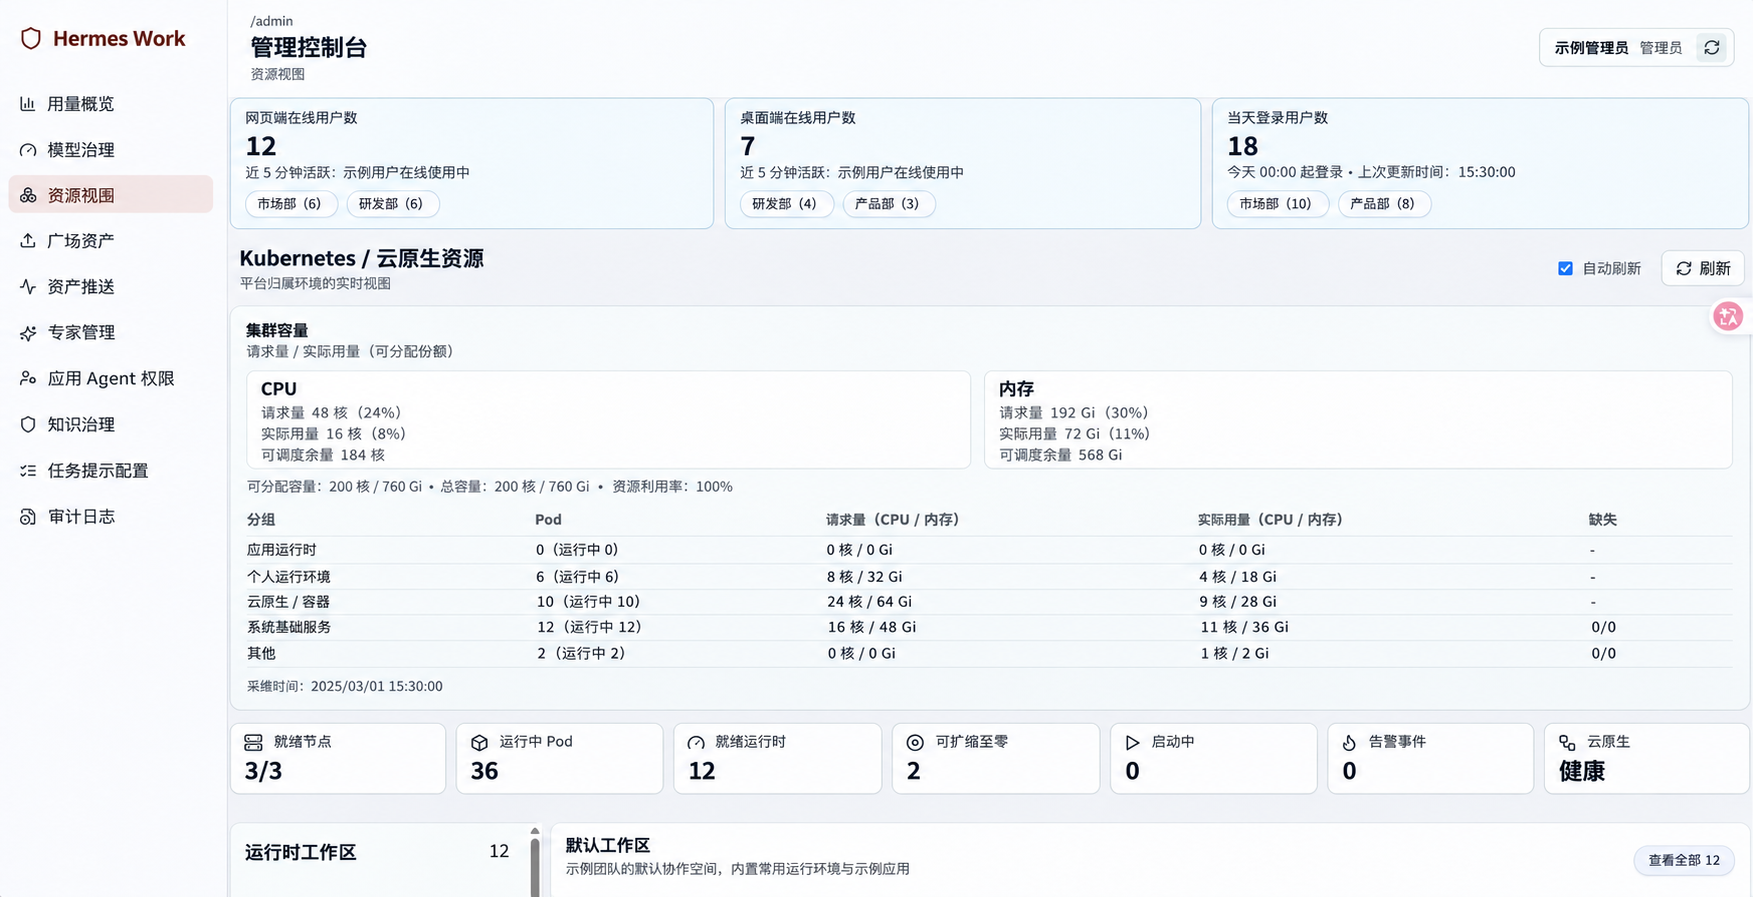 Hermes Work
用量概览
模型治理
资源视围
广场资产
资产推送
专家管理
应用 Agent 权限
知识治理
任务提示配置
审计日志
/admin
管理控制台
资源视图
示例管理员 管理员
网页端在线用户数
12
近 5 分钟活跃：示例用户在线使用中
市场部（6） 研发部（6）
桌面端在线用户数
7
近 5 分钟活跃：示例用户在线使用中
研发部（4） 产品部（3）
当天登录用户数
18
今天 00:00 起登录 • 上次更新时间：15:30:00
市场部（10） 产品部（8）
Kubernetes / 云原生资源
平台归属环境的实时视图
自动刷新 刷新
集群容量
请求量 / 实际用量（可分配份额）
CPU
请求量 48 核（24%）
实际用量 16 核（8%）
可调度余量 184 核
内存
请求量 192 Gi（30%）
实际用量 72 Gi（11%）
可调度余量 568 Gi
可分配容量：200 核 / 760 Gi • 总容量：200 核 / 760 Gi • 资源利用率：100%
分组 Pod 请求量（CPU / 内存） 实际用量（CPU / 内存） 缺失
应用运行时 0（运行中 0） 0 核 / 0 Gi 0 核 / 0 Gi -
个人运行环境 6（运行中 6） 8 核 / 32 Gi 4 核 / 18 Gi -
云原生 / 容器 10（运行中 10） 24 核 / 64 Gi 9 核 / 28 Gi -
系统基础服务 12（运行中 12） 16 核 / 48 Gi 11 核 / 36 Gi 0/0
其他 2（运行中 2） 0 核 / 0 Gi 1 核 / 2 Gi 0/0
采维时间：2025/03/01 15:30:00
就绪节点
3/3
运行中 Pod
36
就绪运行时
12
可扩缩至零
2
启动中
0
告警事件
0
云原生
健康
运行时工作区 12
默认工作区
示例团队的默认协作空间，内置常用运行环境与示例应用
查看全部 12